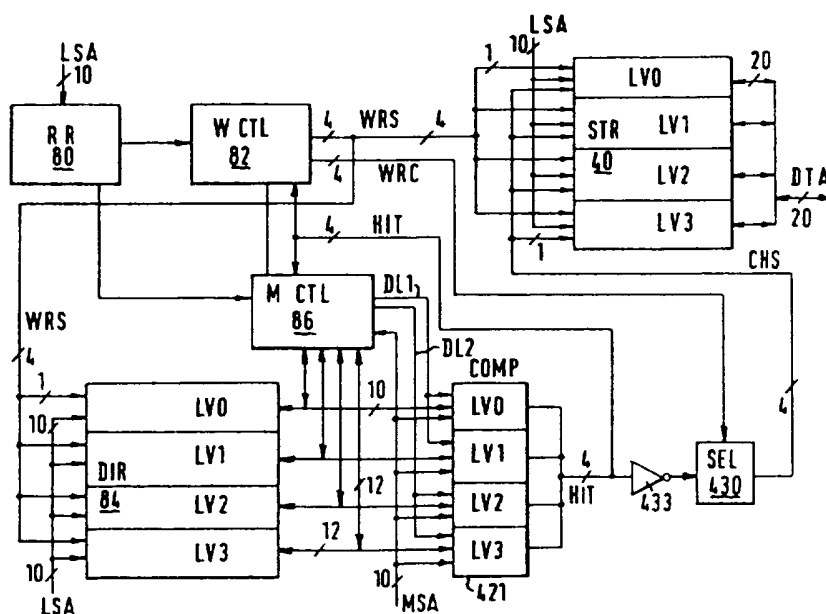 LSA
10
R R
80
W CTL
82
4
WRS
4
4
WRC
1
LSA
10
STR
40
LV0
LV1
LV2
LV3
20
DTA
20
1
CHS
4
HIT
M CTL
86
DL1
DL2
WRS
4
1
10
DIR
84
LV0
LV1
LV2
LV3
10
12
12
10
LSA
COMP
LV0
LV1
LV2
LV3
421
10
MSA
4
HIT
433
SEL
430
4